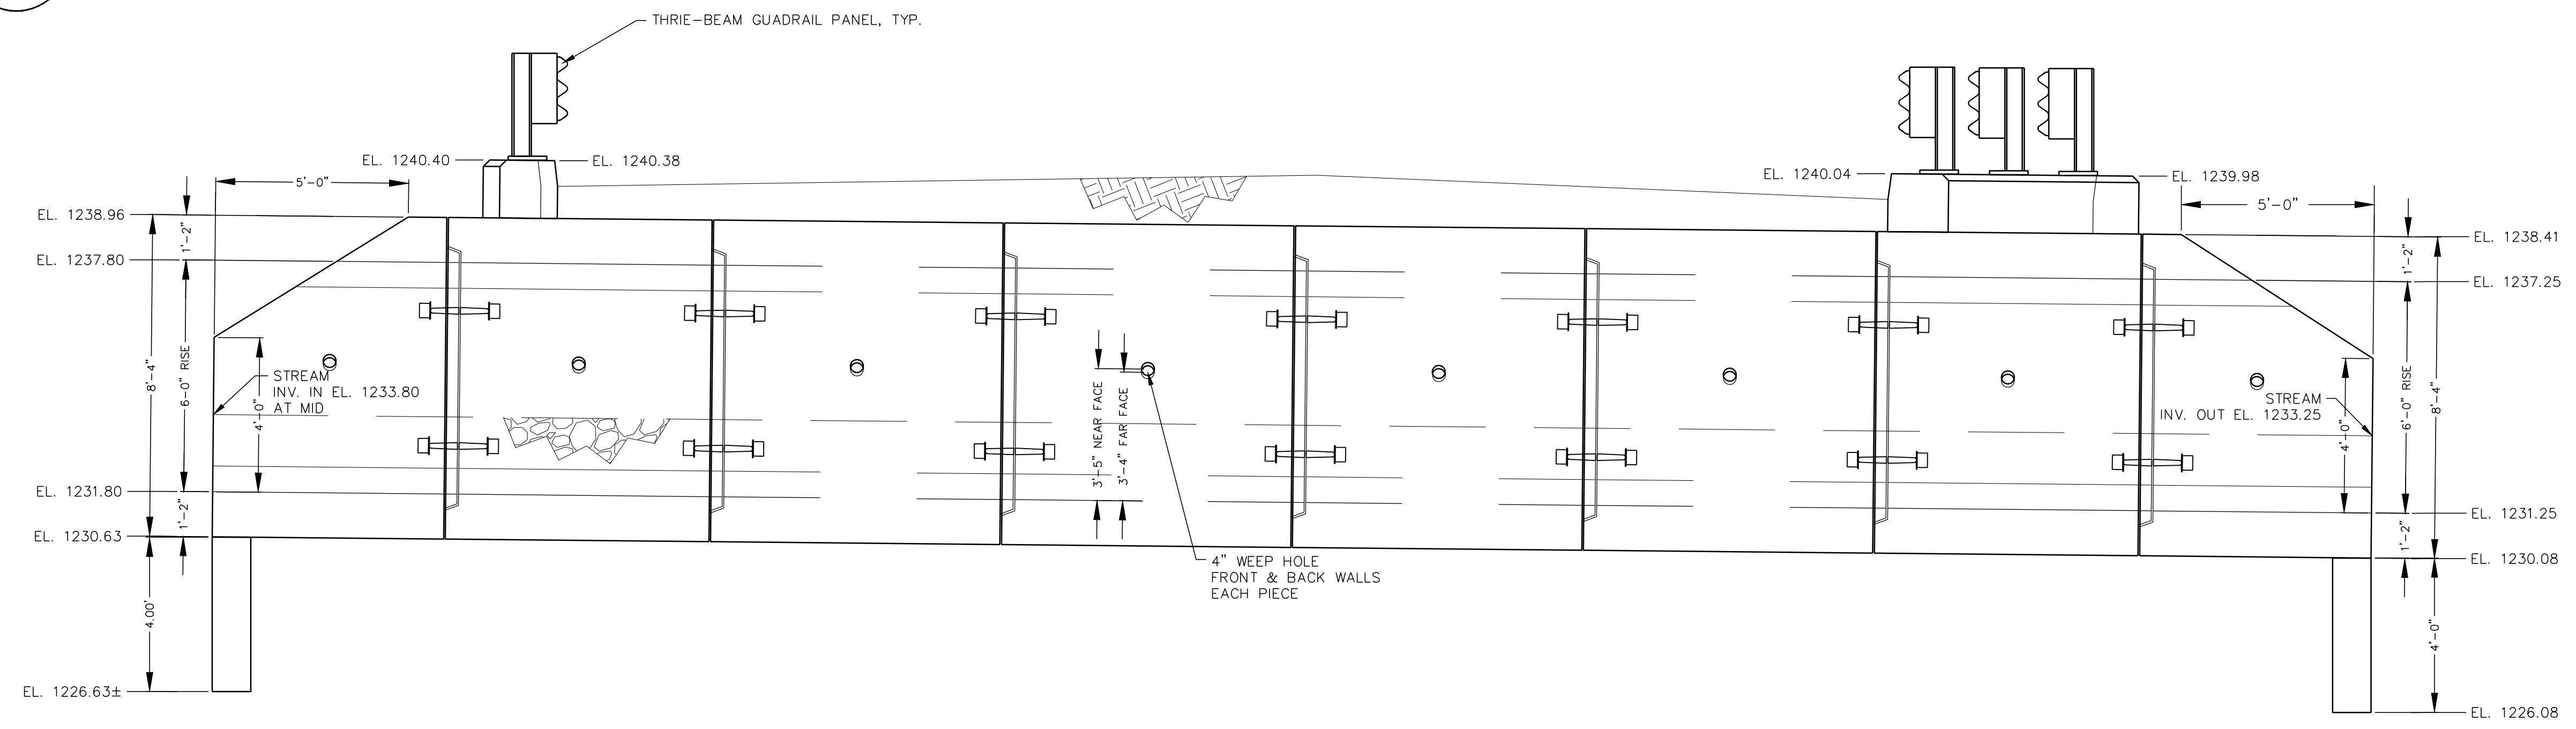 THRIE-BEAM GUADRAIL PANEL, TYP.
EL. 1240.40
EL. 1240.38
EL. 1240.04
EL. 1239.98
5'-0"
5'-0"
EL. 1238.96
1'-2"
EL. 1237.80
8'-4"
6'-0" RISE
4'-0"
STREAM
INV. IN EL. 1233.80
AT MID
EL. 1231.80
1'-2"
EL. 1230.63
4.00'
EL. 1226.63±
3'-5" NEAR FACE
3'-4" FAR FACE
4" WEEP HOLE
FRONT & BACK WALLS
EACH PIECE
EL. 1238.41
1'-2"
EL. 1237.25
6'-0" RISE
8'-4"
STREAM
INV. OUT EL. 1233.25
4'-0"
EL. 1231.25
1'-2"
EL. 1230.08
4'-0"
EL. 1226.08